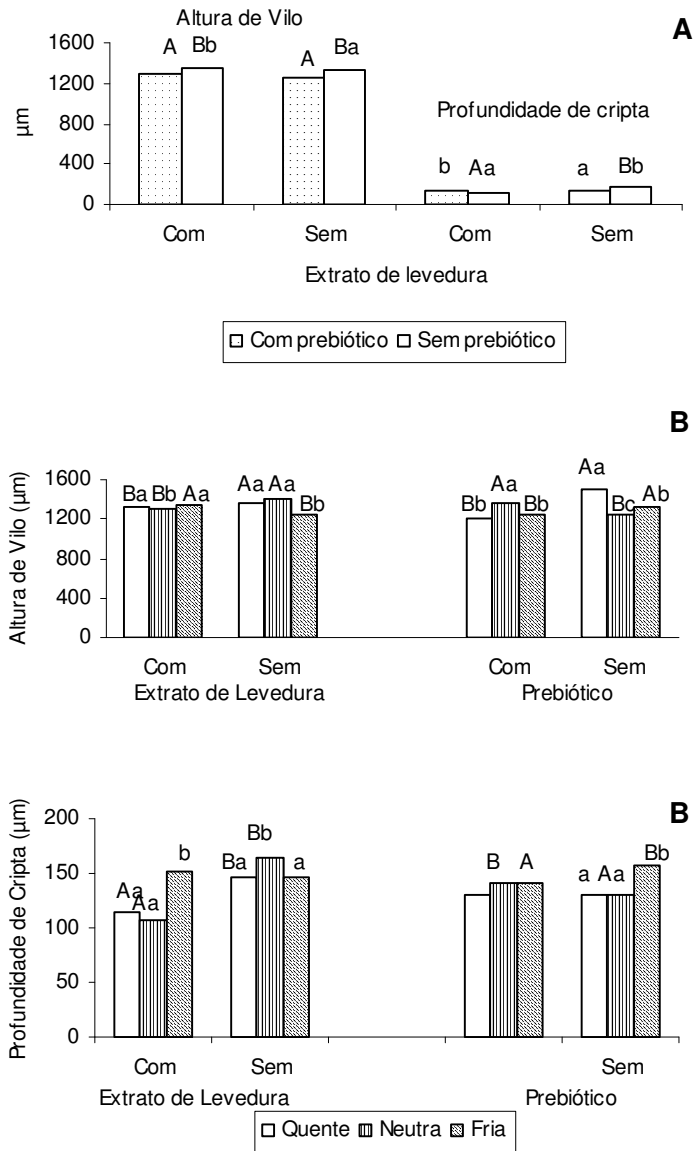 Altura de Vilo
A
1600
1200
800
400
0
µm
A Bb A Ba
Profundidade de cripta
b Aa a Bb
Com Sem Com Sem
Extrato de levedura
Com prebiótico Sem prebiótico
B
Altura de Vilo (µm)
1600
1200
800
400
0
Ba Bb Aa Aa Aa Bb Bb Aa Bb Aa Bc Ab
Com Sem Com Sem
Extrato de Levedura Prebiótico
B
Profundidade de Cripta (µm)
200
150
100
50
0
Aa Aa b Ba Bb a B A a Aa Bb
Com Sem Sem
Extrato de Levedura Prebiótico
Quente Neutra Fria